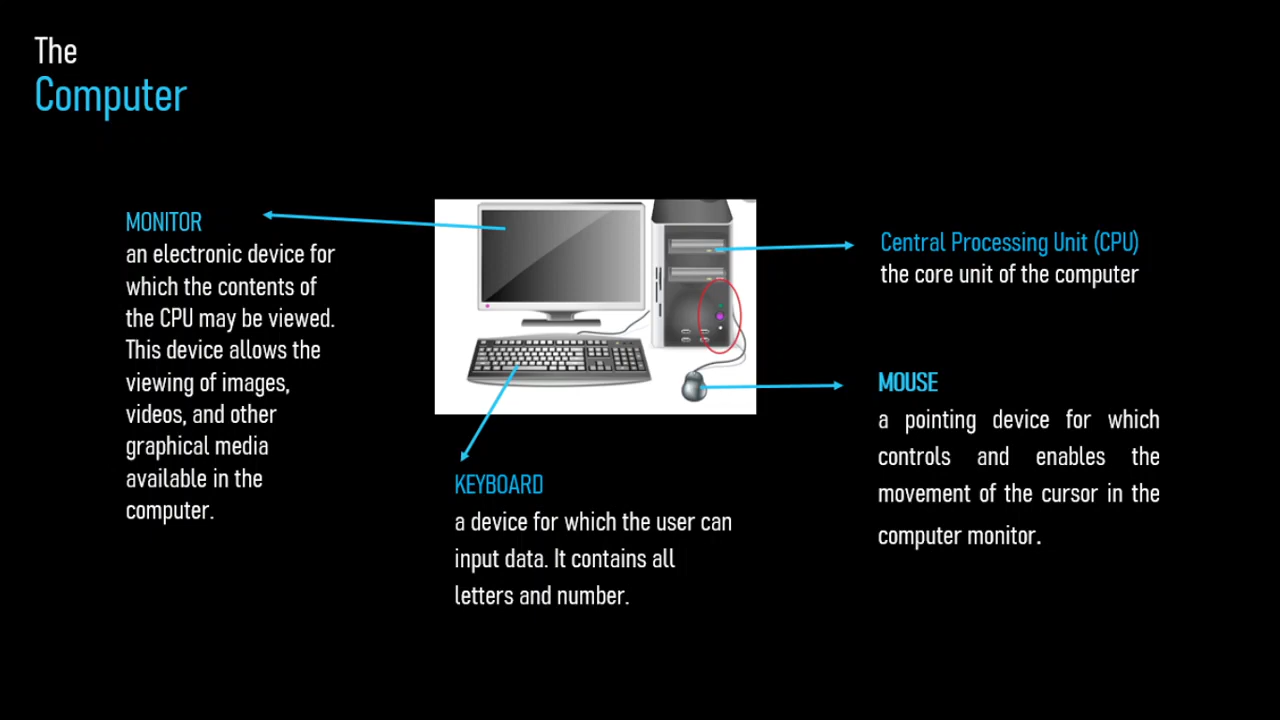 The
Computer
MONITOR
an electronic device for
which the contents of
the CPU may be viewed.
This device allows the
viewing of images,
videos, and other
graphical media
available in the
computer.
KEYBOARD
a device for which the user can
input data. It contains all
letters and number.
Central Processing Unit (CPU)
the core unit of the computer
MOUSE
a pointing device for which
controls and enables the
movement of the cursor in the
computer monitor.